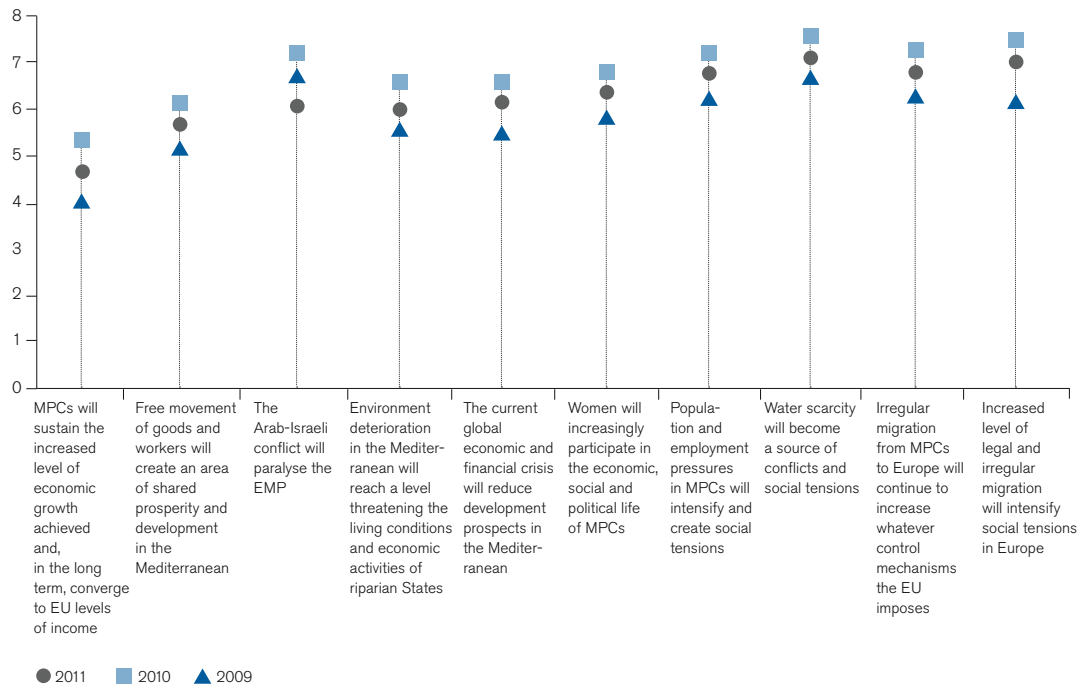 8
7
6
5
4
3
2
1
0
MPCs will
sustain the
increased
level of
economic
growth
achieved
and,
in the long
term, converge
to EU levels
of income
Free movement
of goods and
workers will
create an area
of shared
prosperity and
development
in the
Mediterranean
The
Arab-Israeli
conflict will
paralyse the
EMP
Environment
deterioration
in the Mediter-
ranean will
reach a level
threatening the
living conditions
and economic
activities of
riparian States
The current
global
economic and
financial crisis
will reduce
development
prospects in
the Mediter-
ranean
Women will
increasingly
participate in
the economic,
social and
political life
of MPCs
Popula-
tion and
employment
pressures
in MPCs will
intensify and
create social
tensions
Water scarcity
will become
a source of
conflicts and
social tensions
Irregular
migration
from MPCs
to Europe will
continue to
increase
whatever
control
mechanisms
the EU
imposes
Increased
level of
legal and
irregular
migration
will intensify
social tensions
in Europe
2011 2010 2009